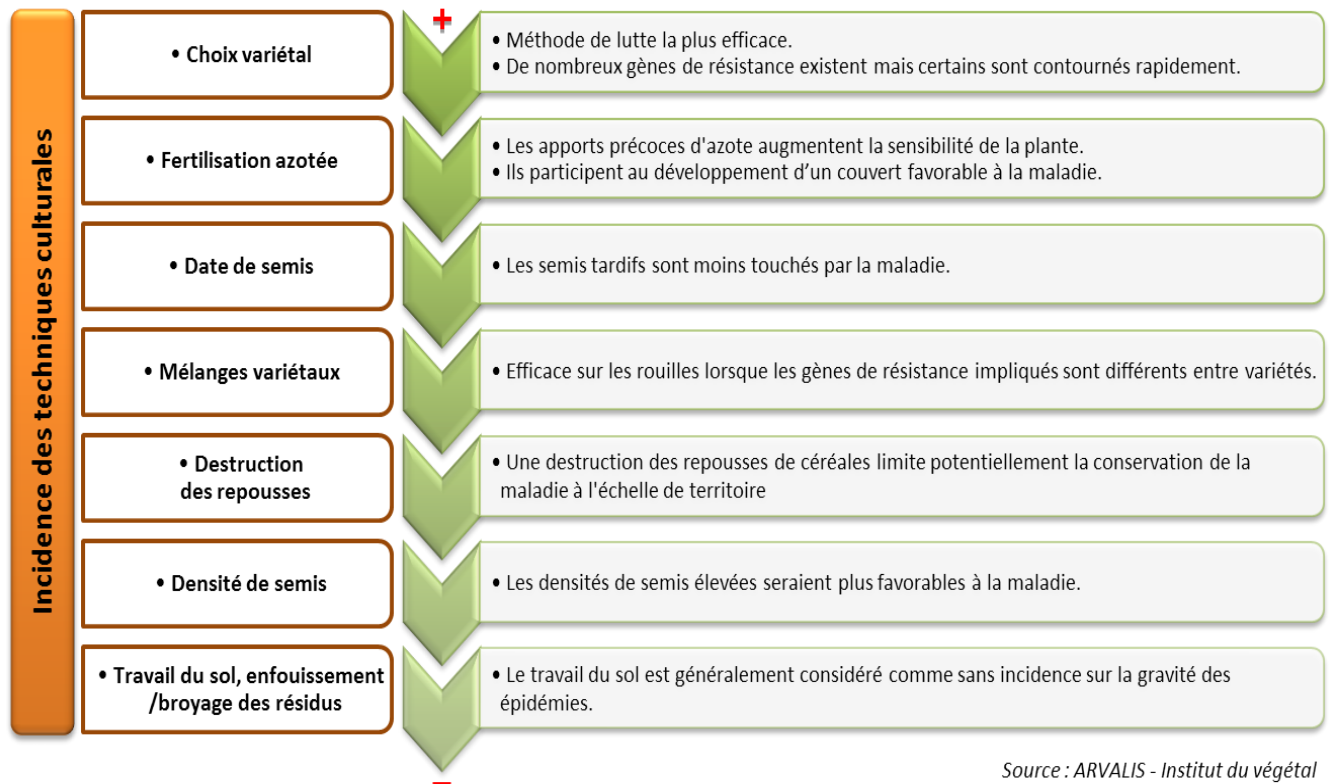 Incidence des techniques culturales
+
• Choix variétal
• Méthode de lutte la plus efficace.
• De nombreux gènes de résistance existent mais certains sont contournés rapidement.
• Fertilisation azotée
• Les apports précoces d'azote augmentent la sensibilité de la plante.
• Ils participent au développement d’un couvert favorable à la maladie.
• Date de semis
• Les semis tardifs sont moins touchés par la maladie.
• Mélanges variétaux
• Efficace sur les rouilles lorsque les gènes de résistance impliqués sont différents entre variétés.
• Destruction
des repousses
• Une destruction des repousses de céréales limite potentiellement la conservation de la
maladie à l'échelle de territoire
• Densité de semis
• Les densités de semis élevées seraient plus favorables à la maladie.
• Travail du sol, enfouissement
/broyage des résidus
• Le travail du sol est généralement considéré comme sans incidence sur la gravité des
épidémies.
–
Source : ARVALIS - Institut du végétal